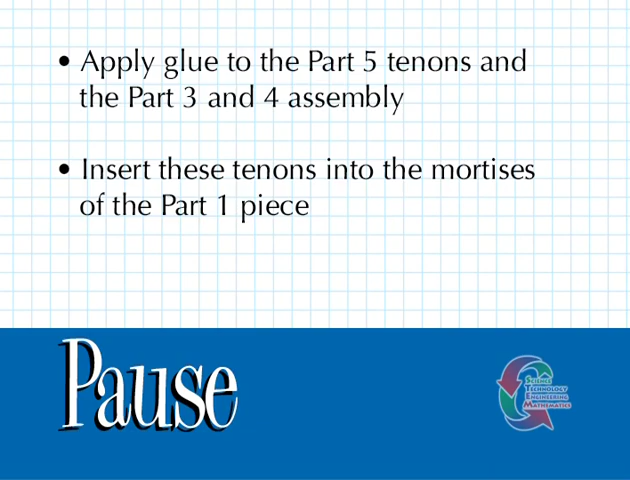 • Apply glue to the Part 5 tenons and
the Part 3 and 4 assembly
• Insert these tenons into the mortises
of the Part 1 piece
Pause
Science
Technology
Engineering
Mathematics